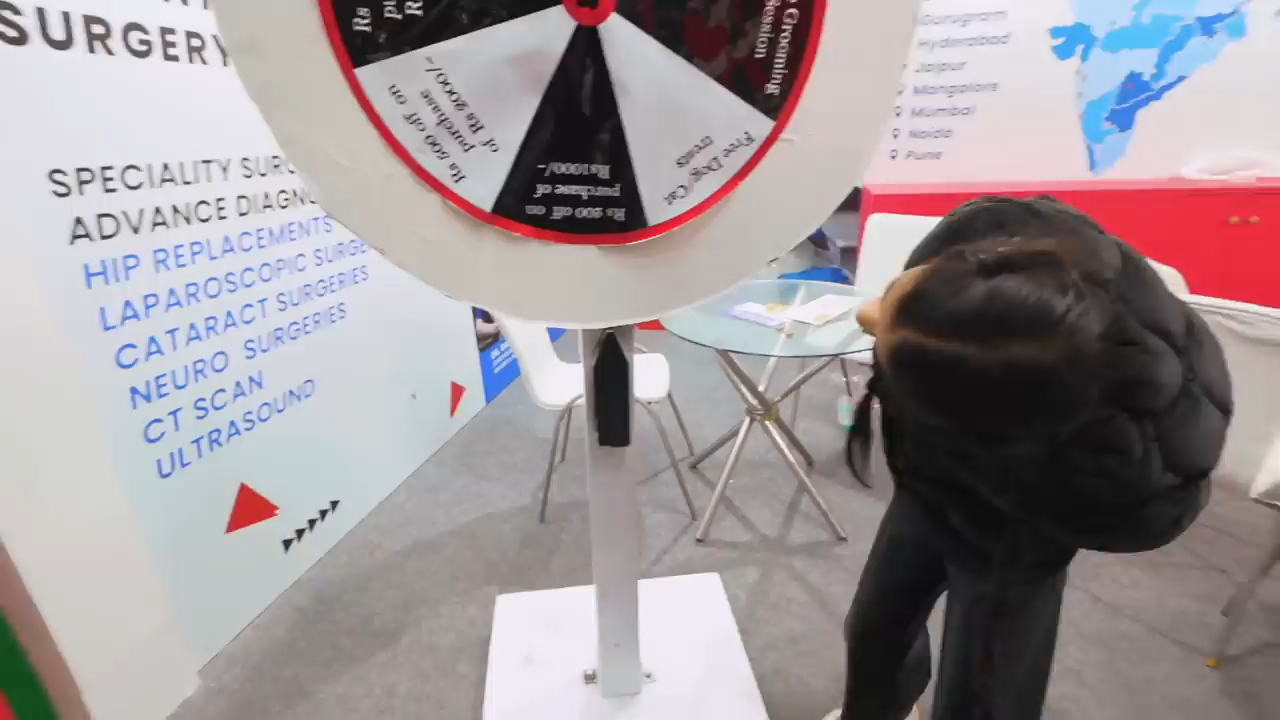 SURGERY
SPECIALITY SURG
ADVANCE DIAGNO
HIP REPLACEMENTS
LAPAROSCOPIC SURGE
CATARACT SURGERIES
NEURO SURGERIES
CT SCAN
ULTRASOUND
Rs
Rs 500 off on
purchase
of Rs 2000/-
Rs 200 off on
purchase of
Rs1000/-
Free Dog/Cat
treats
Grooming
Session
Gurugram
Hyderabad
Jaipur
Mangalore
Mumbai
Noida
Pune